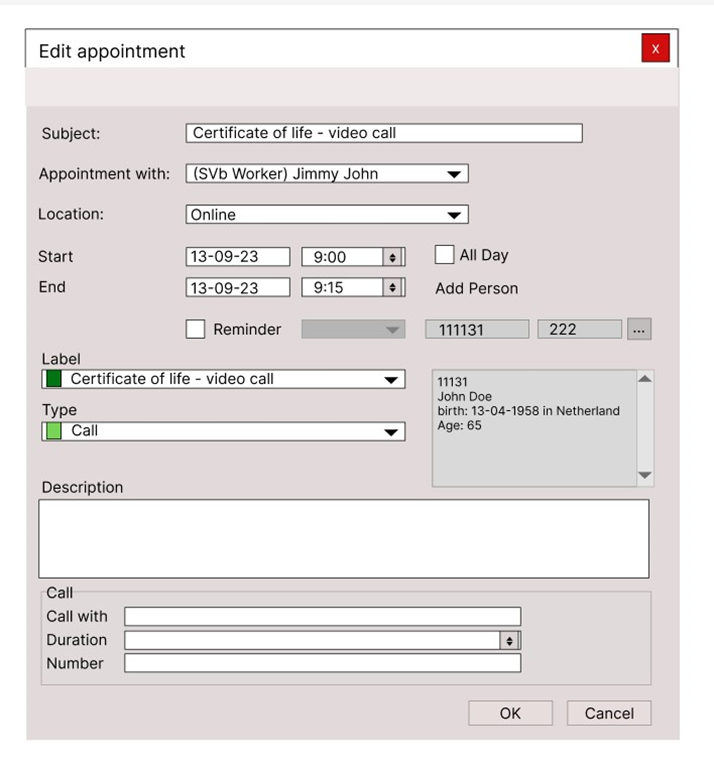 Edit appointment
x
Subject: Certificate of life - video call
Appointment with: (SVb Worker) Jimmy John
Location: Online
Start 13-09-23 9:00 All Day
End 13-09-23 9:15 Add Person
Reminder 111131 222 ...
Label
Certificate of life - video call
11131
John Doe
birth: 13-04-1958 in Netherland
Age: 65
Type
Call
Description
Call
Call with
Duration
Number
OK Cancel